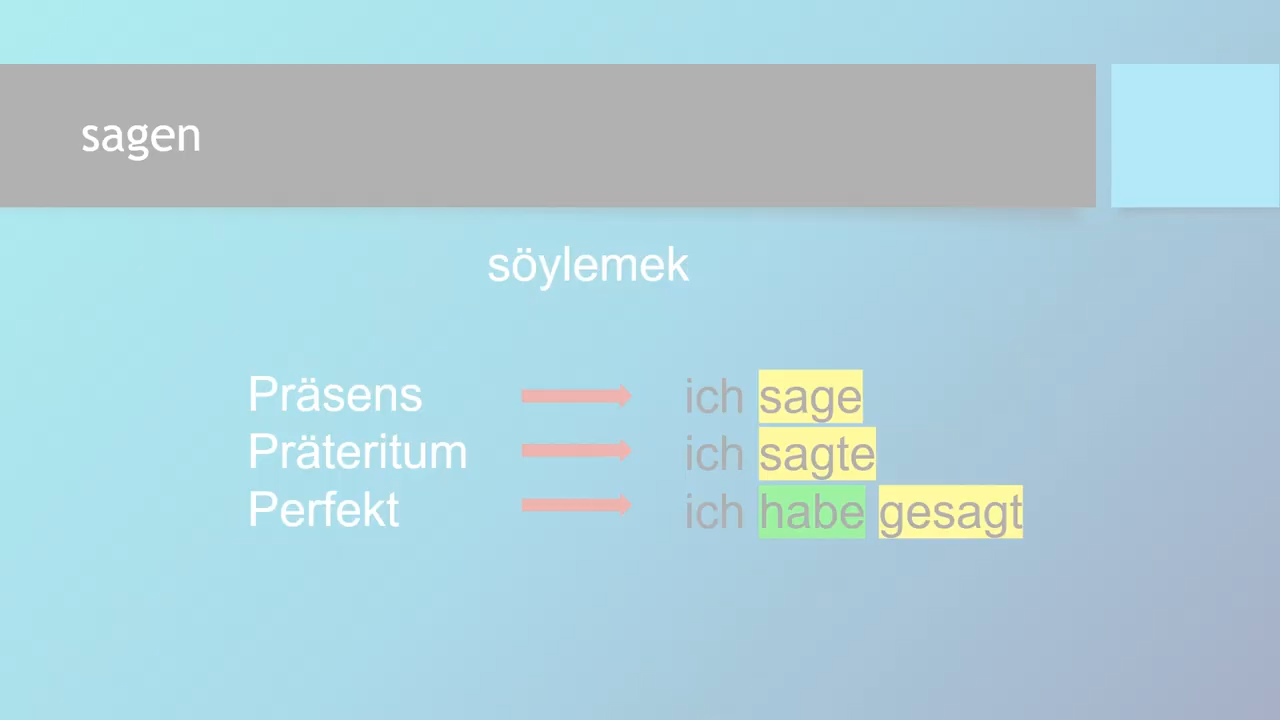 sagen
söylemek
Präsens ich sage
Präteritum ich sagte
Perfekt ich habe gesagt